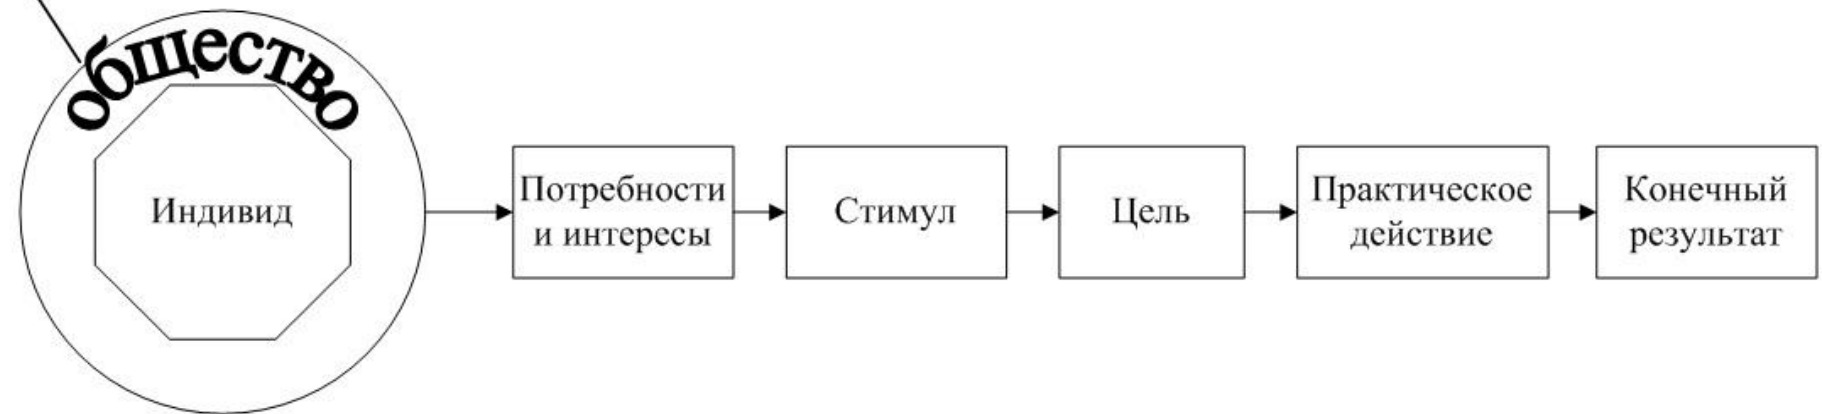 общество
Индивид
Потребности
и интересы
Стимул
Цель
Практическое
действие
Конечный
результат